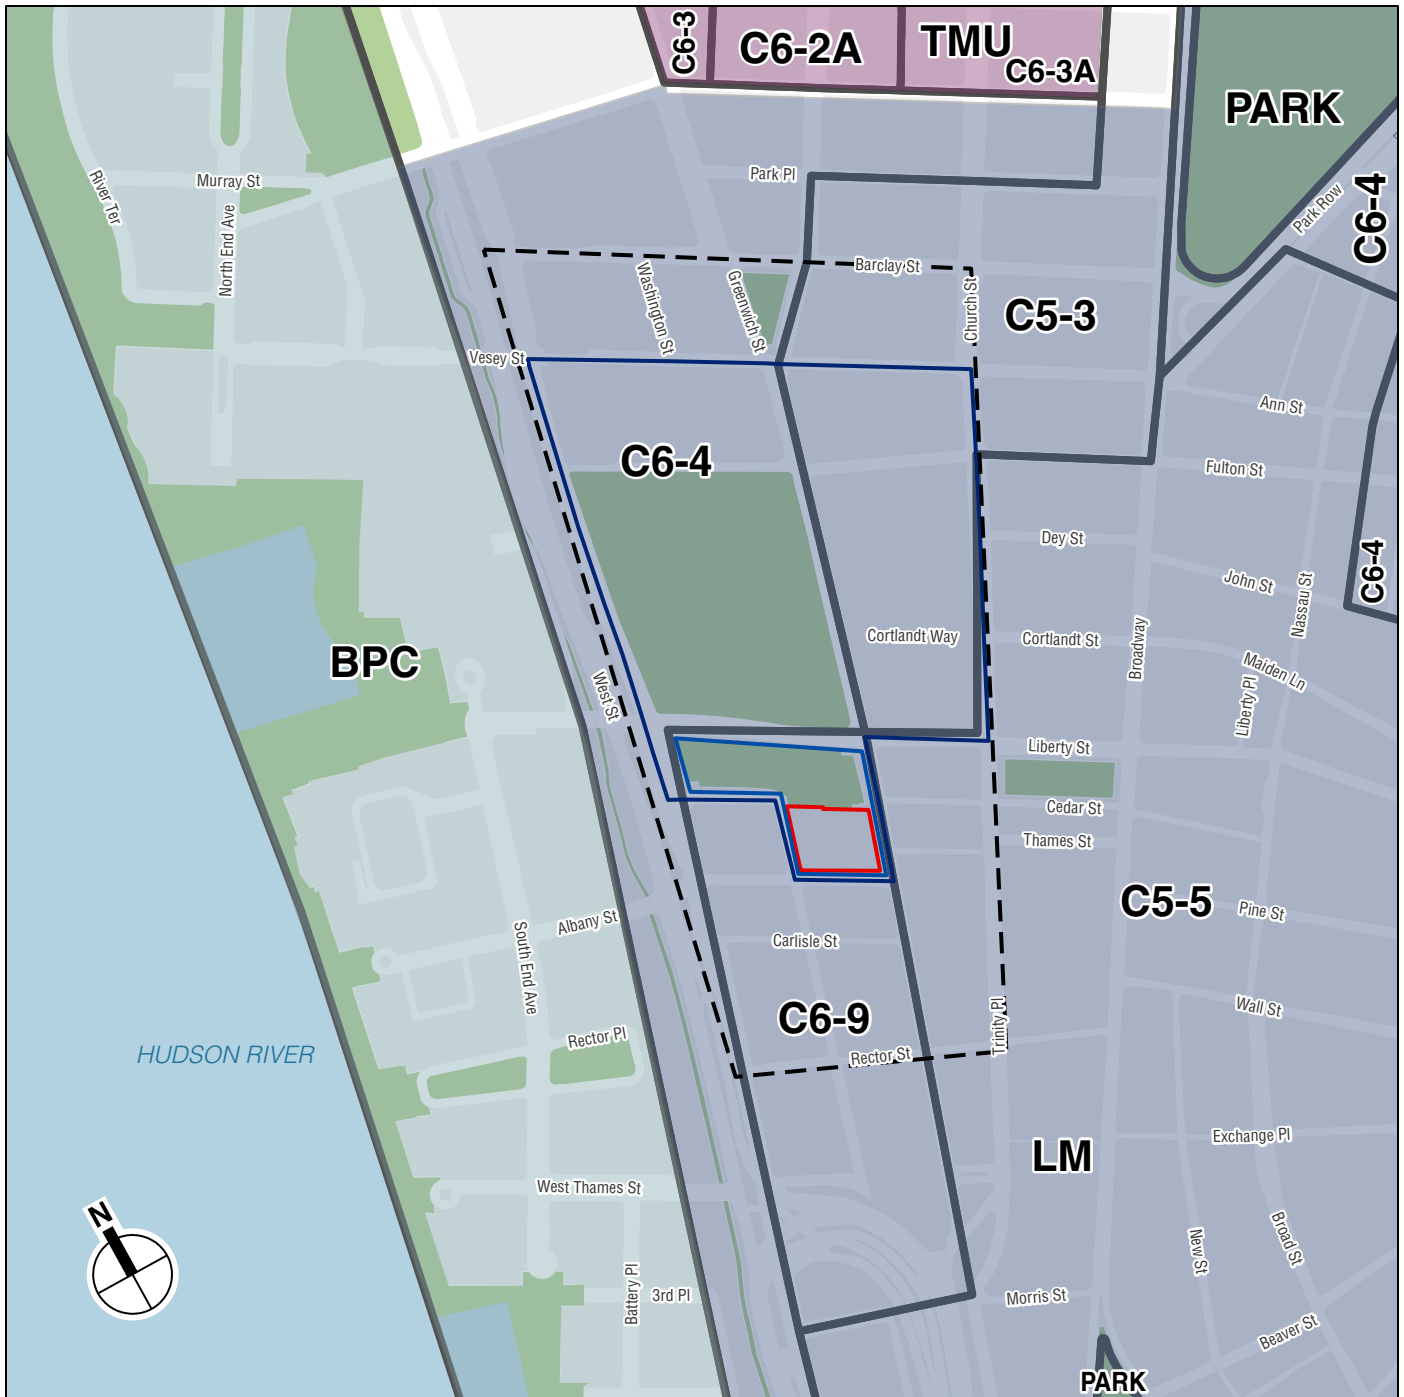 C6-3
C6-2A
TMU
C6-3A
PARK
C6-4
Park Row
River Ter
Murray St
North End Ave
Park Pl
Barclay St
Washington St
Greenwich St
Church St
C5-3
Vesey St
Ann St
C6-4
Fulton St
Dey St
John St
Nassau St
C6-4
Cortlandt Way
Cortlandt St
Broadway
Maiden Ln
Liberty Pl
BPC
West St
Liberty St
Cedar St
Thames St
C5-5
Pine St
Albany St
South End Ave
Carlisle St
C6-9
Wall St
Trinity Pl
Rector Pl
Rector St
HUDSON RIVER
Exchange Pl
LM
West Thames St
N
New St
Broad St
Battery Pl
3rd Pl
Morris St
Beaver St
PARK